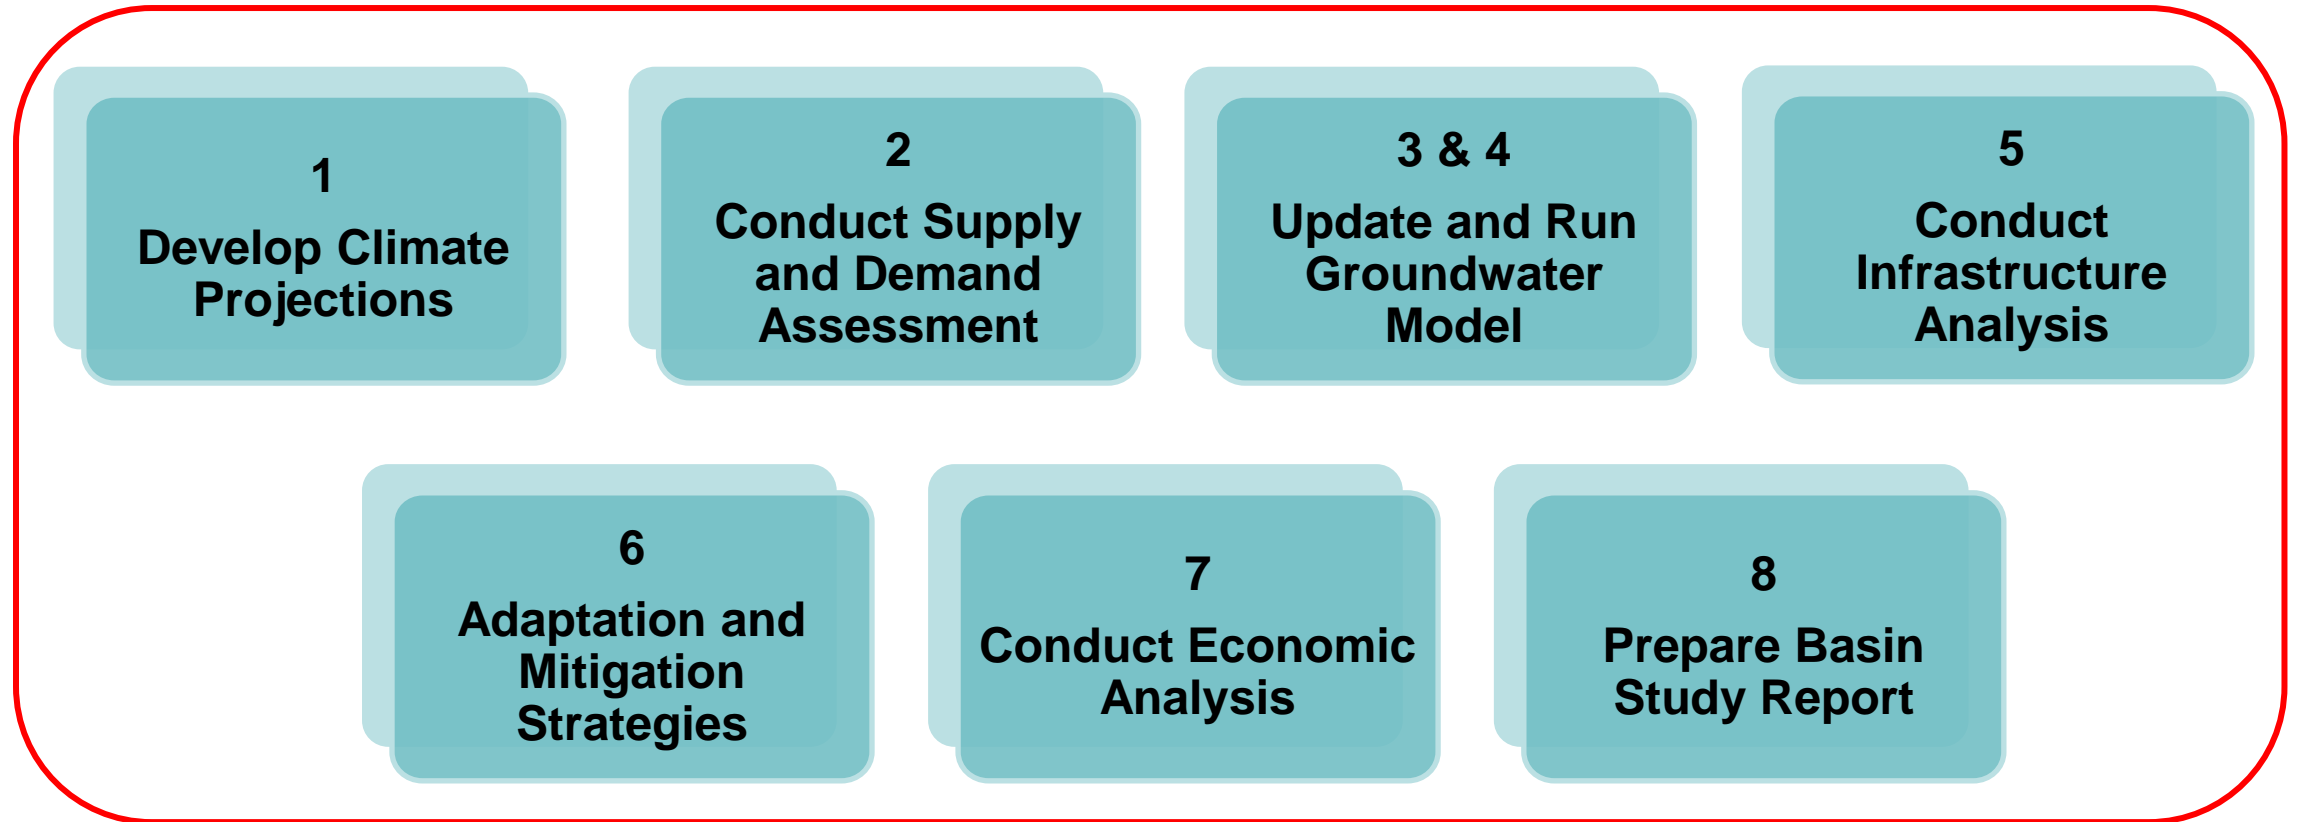 1
Develop Climate
Projections
2
Conduct Supply
and Demand
Assessment
3 & 4
Update and Run
Groundwater
Model
5
Conduct
Infrastructure
Analysis
6
Adaptation and
Mitigation
Strategies
7
Conduct Economic
Analysis
8
Prepare Basin
Study Report